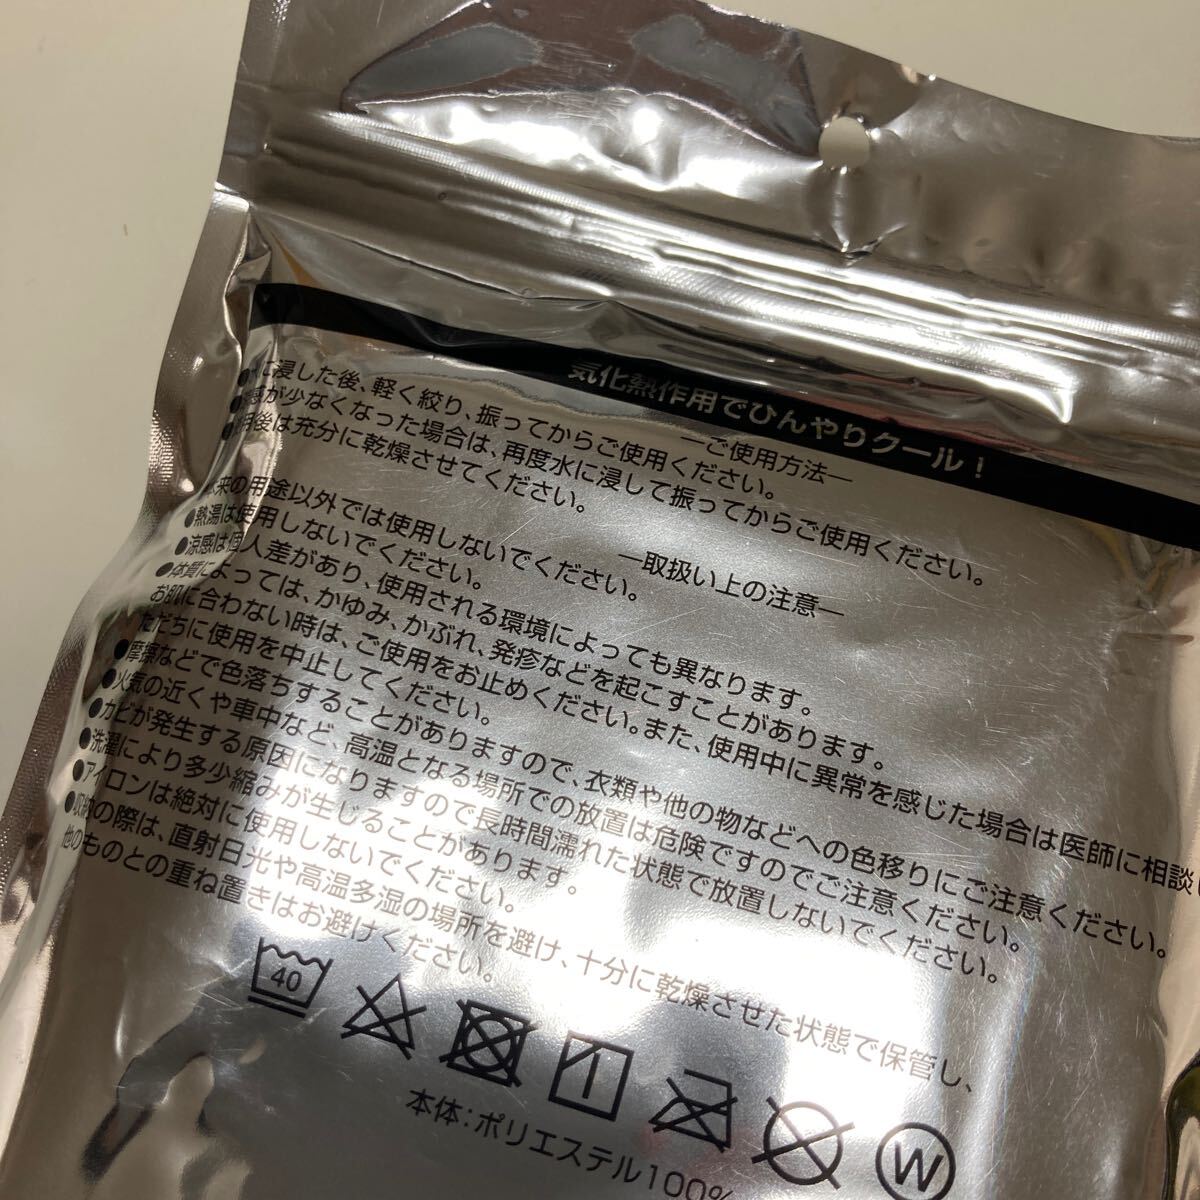 気化熱作用でひんやりクール！
―ご使用方法―
に浸した後、軽く絞り、振ってからご使用ください。
感が少なくなった場合は、再度水に浸して振ってからご使用ください。
用後は充分に乾燥させてください。
―取扱い上の注意―
来の用途以外では使用しないでください。
●熱湯は使用しないでください。
●涼感は個人差があり、使用される環境によっても異なります。
●体質によっては、かゆみ、かぶれ、発疹などを起こすことがあります。
お肌に合わない時は、ご使用をお止めください。また、使用中に異常を感じた場合は医師に相談
ただちに使用を中止してください。
●摩擦などで色落ちすることがありますので、衣類や他の物などへの色移りにご注意ください。
●火気の近くや車中など、高温となる場所での放置は危険ですのでご注意ください。
●カビが発生する原因になりますので長時間濡れた状態で放置しないでください。
●洗濯により多少縮みが生じることがあります。
●アイロンは絶対に使用しないでください。
●収納の際は、直射日光や高温多湿の場所を避け、十分に乾燥させた状態で保管し、
他のものとの重ね置きはお避けください。
40
W
本体：ポリエステル100%